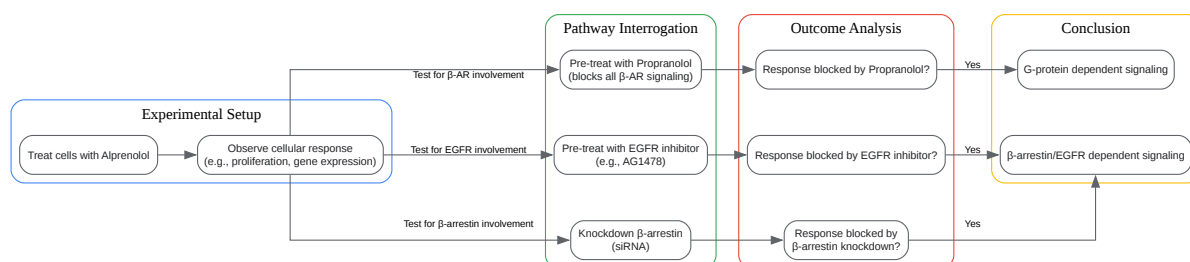 Pathway Interrogation
Outcome Analysis
Conclusion
Pre-treat with Propranolol
(blocks all β-AR signaling)
Test for β-AR involvement
Response blocked by Propranolol?
Yes
G-protein dependent signaling
Experimental Setup
Treat cells with Alprenolol
Observe cellular response
(e.g., proliferation, gene expression)
Test for EGFR involvement
Pre-treat with EGFR inhibitor
(e.g., AG1478)
Response blocked by EGFR inhibitor?
Yes
β-arrestin/EGFR dependent signaling
Test for β-arrestin involvement
Knockdown β-arrestin
(siRNA)
Response blocked by
β-arrestin knockdown?
Yes